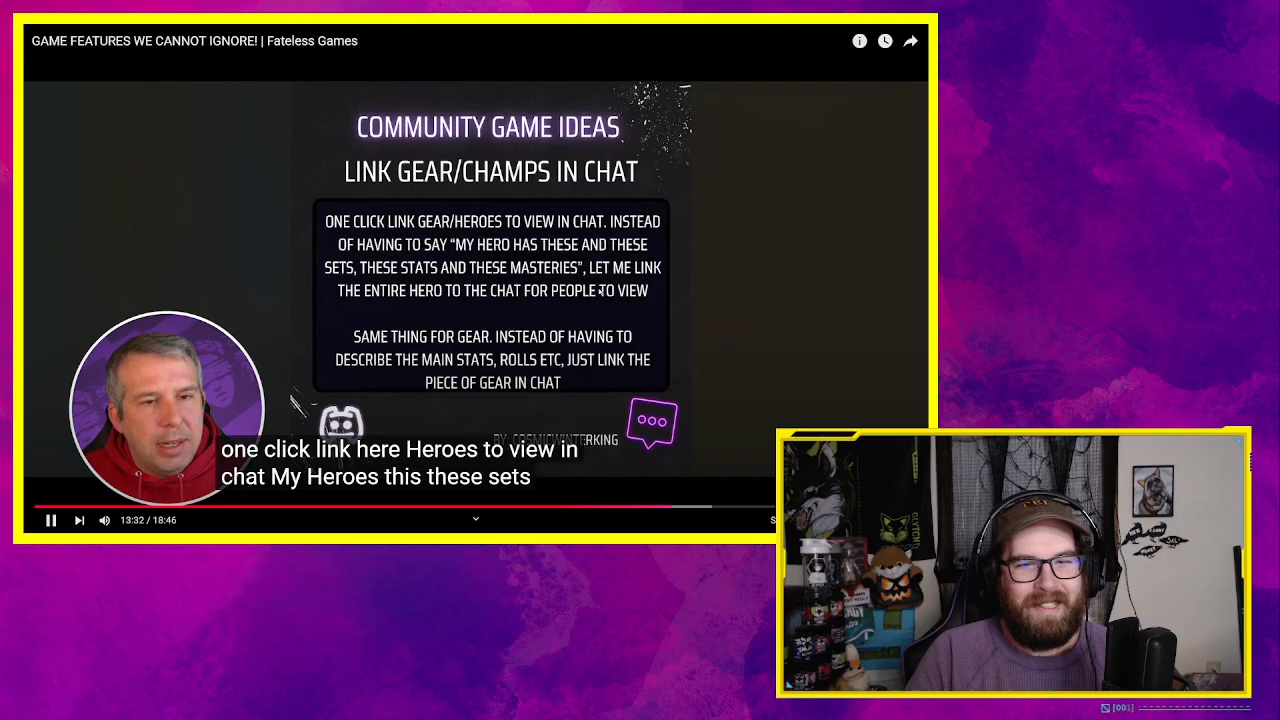 GAME FEATURES WE CANNOT IGNORE! | Fateless Games
COMMUNITY GAME IDEAS
LINK GEAR/CHAMPS IN CHAT
ONE CLICK LINK GEAR/HEROES TO VIEW IN CHAT. INSTEAD
OF HAVING TO SAY “MY HERO HAS THESE AND THESE
SETS, THESE STATS AND THESE MASTERIES”, LET ME LINK
THE ENTIRE HERO TO THE CHAT FOR PEOPLE TO VIEW
SAME THING FOR GEAR. INSTEAD OF HAVING TO
DESCRIBE THE MAIN STATS, ROLLS ETC, JUST LINK THE
PIECE OF GEAR IN CHAT
BY: COSMICWINTERKING
one click link here Heroes to view in
chat My Heroes this these sets
13:32 / 18:46
GLYTCH
[001]